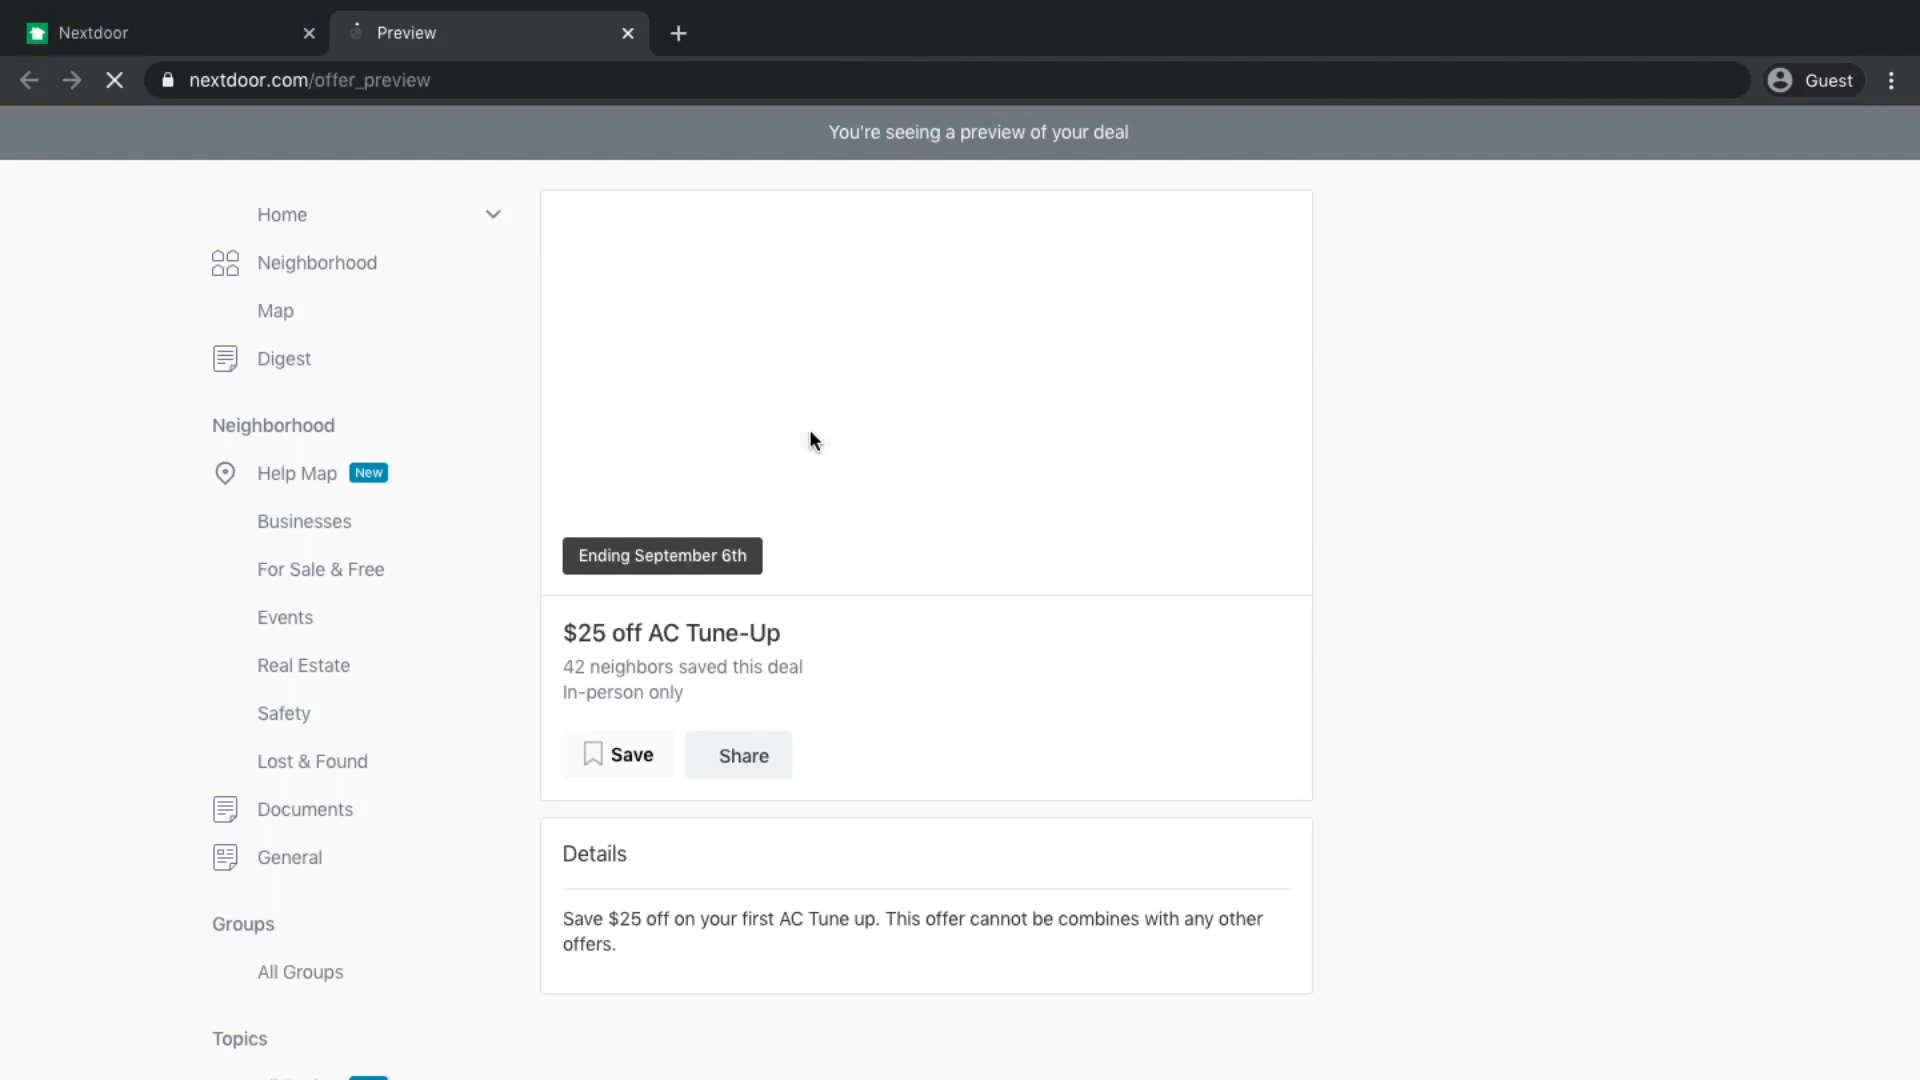 Nextdoor
Preview
nextdoor.com/offer_preview
Guest
You're seeing a preview of your deal
Home
Neighborhood
Map
Digest
Neighborhood
Help Map New
Businesses
For Sale & Free
Events
Real Estate
Safety
Lost & Found
Documents
General
Groups
All Groups
Topics
Ending September 6th
$25 off AC Tune-Up
42 neighbors saved this deal
In-person only
Save
Share
Details
Save $25 off on your first AC Tune up. This offer cannot be combines with any other
offers.